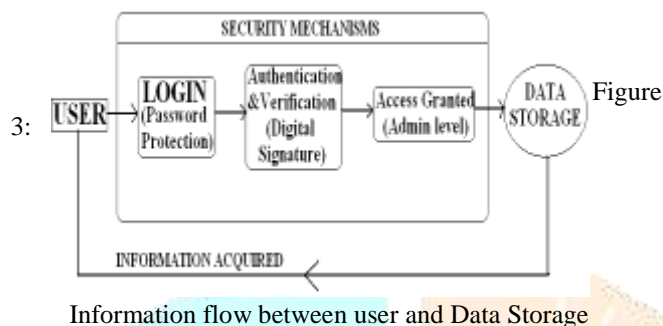 SECURITY MECHANISMS
USER
LOGIN
(Password
Protection)
Authentication
&Verification
(Digital
Signature)
Access Granted
(Admin level)
DATA
STORAGE
Figure
3:
INFORMATION ACQUIRED
Information flow between user and Data Storage